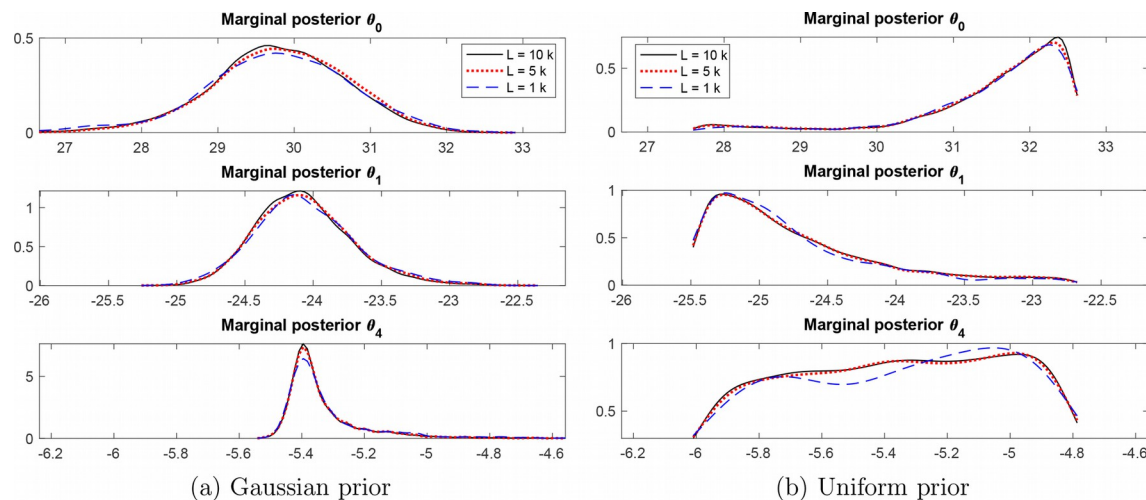 Marginal posterior θ0
0.5
0
27 28 29 30 31 32 33
L = 10 k
L = 5 k
L = 1 k
Marginal posterior θ1
1
0.5
0
-26 -25.5 -25 -24.5 -24 -23.5 -23 -22.5
Marginal posterior θ4
5
0
-6.2 -6 -5.8 -5.6 -5.4 -5.2 -5 -4.8 -4.6
(a) Gaussian prior
Marginal posterior θ0
0.5
0
27 28 29 30 31 32 33
L = 10 k
L = 5 k
L = 1 k
Marginal posterior θ1
1
0.5
0
-26 -25.5 -25 -24.5 -24 -23.5 -23 -22.5
Marginal posterior θ4
1
0.5
-6.2 -6 -5.8 -5.6 -5.4 -5.2 -5 -4.8 -4.6
(b) Uniform prior